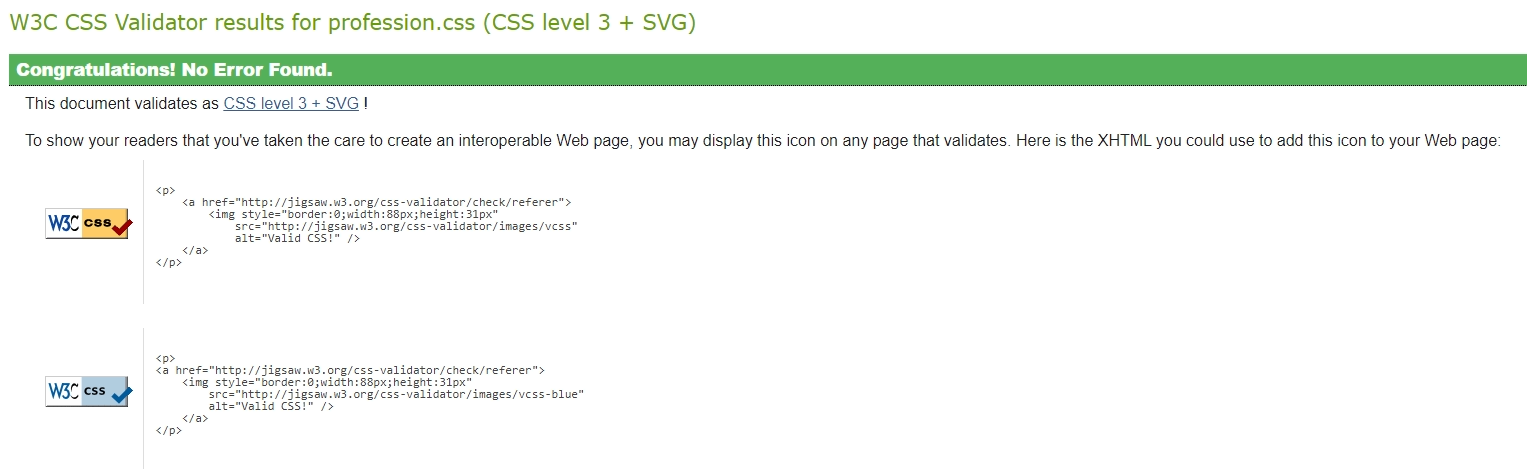 W3C CSS Validator results for profession.css (CSS level 3 + SVG)
Congratulations! No Error Found.
This document validates as CSS level 3 + SVG !
To show your readers that you've taken the care to create an interoperable Web page, you may display this icon on any page that validates. Here is the XHTML you could use to add this icon to your Web page:
W3C css
<p>
<a href="http://jigsaw.w3.org/css-validator/check/referer">
<img style="border:0;width:88px;height:31px"
src="http://jigsaw.w3.org/css-validator/images/vcss"
alt="Valid CSS!" />
</a>
</p>
W3C css
<p>
<a href="http://jigsaw.w3.org/css-validator/check/referer">
<img style="border:0;width:88px;height:31px"
src="http://jigsaw.w3.org/css-validator/images/vcss-blue"
alt="Valid CSS!" />
</a>
</p>